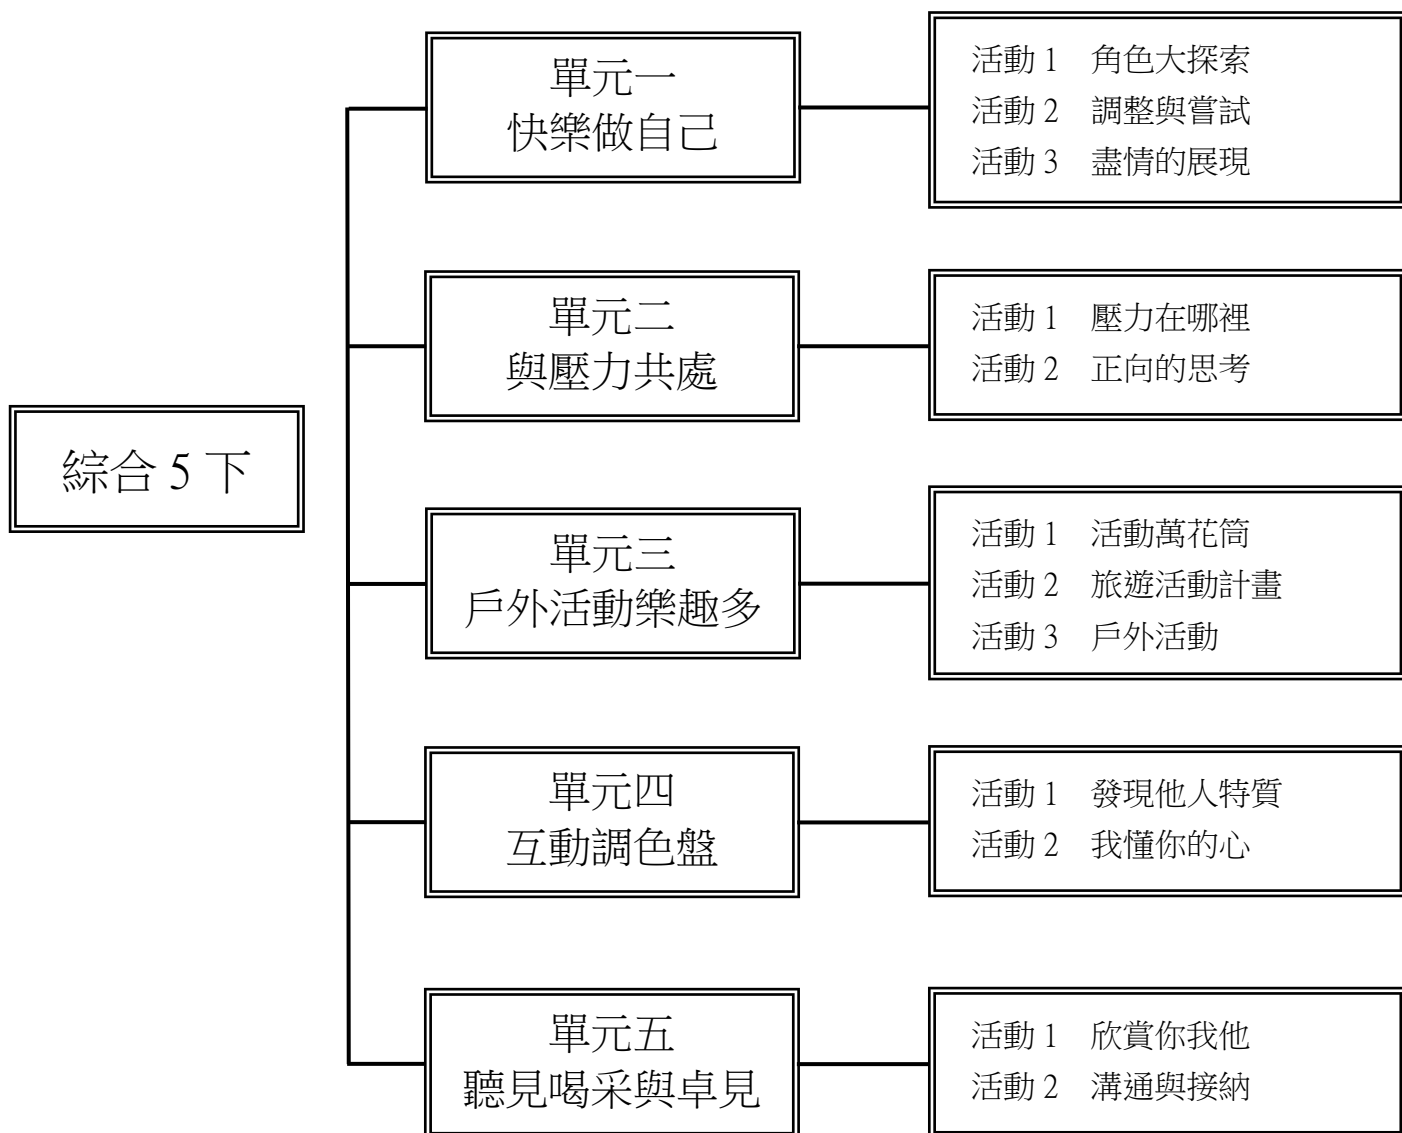 綜合 5 下
單元一
快樂做自己
活動 1 角色大探索
活動 2 調整與嘗試
活動 3 盡情的展現
單元二
與壓力共處
活動 1 壓力在哪裡
活動 2 正向的思考
單元三
戶外活動樂趣多
活動 1 活動萬花筒
活動 2 旅遊活動計畫
活動 3 戶外活動
單元四
互動調色盤
活動 1 發現他人特質
活動 2 我懂你的心
單元五
聽見喝采與卓見
活動 1 欣賞你我他
活動 2 溝通與接納